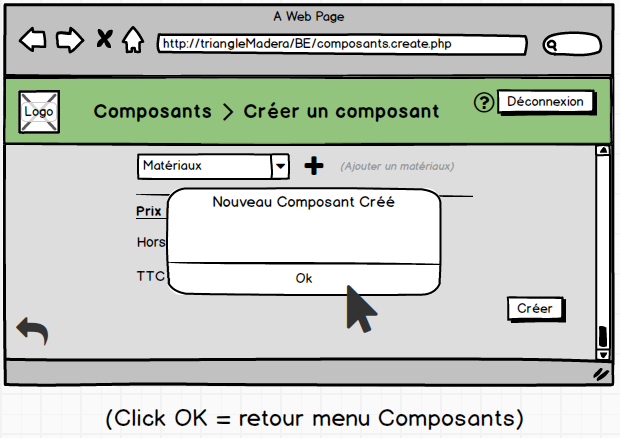 A Web Page
http://triangleMadera/BE/composants.create.php
Logo
Composants > Créer un composant
?
Déconnexion
Matériaux
(Ajouter un matériaux)
Nouveau Composant Créé
Prix
Hors
TTC
Ok
Créer
(Click OK = retour menu Composants)